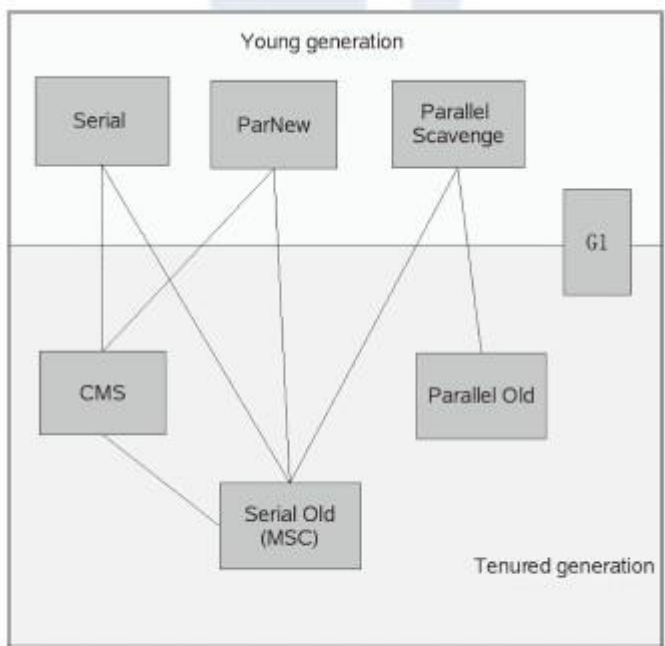 Young generation
Serial
ParNew
Parallel
Scavenge
G1
CMS
Parallel Old
Serial Old
(MSC)
Tenured generation